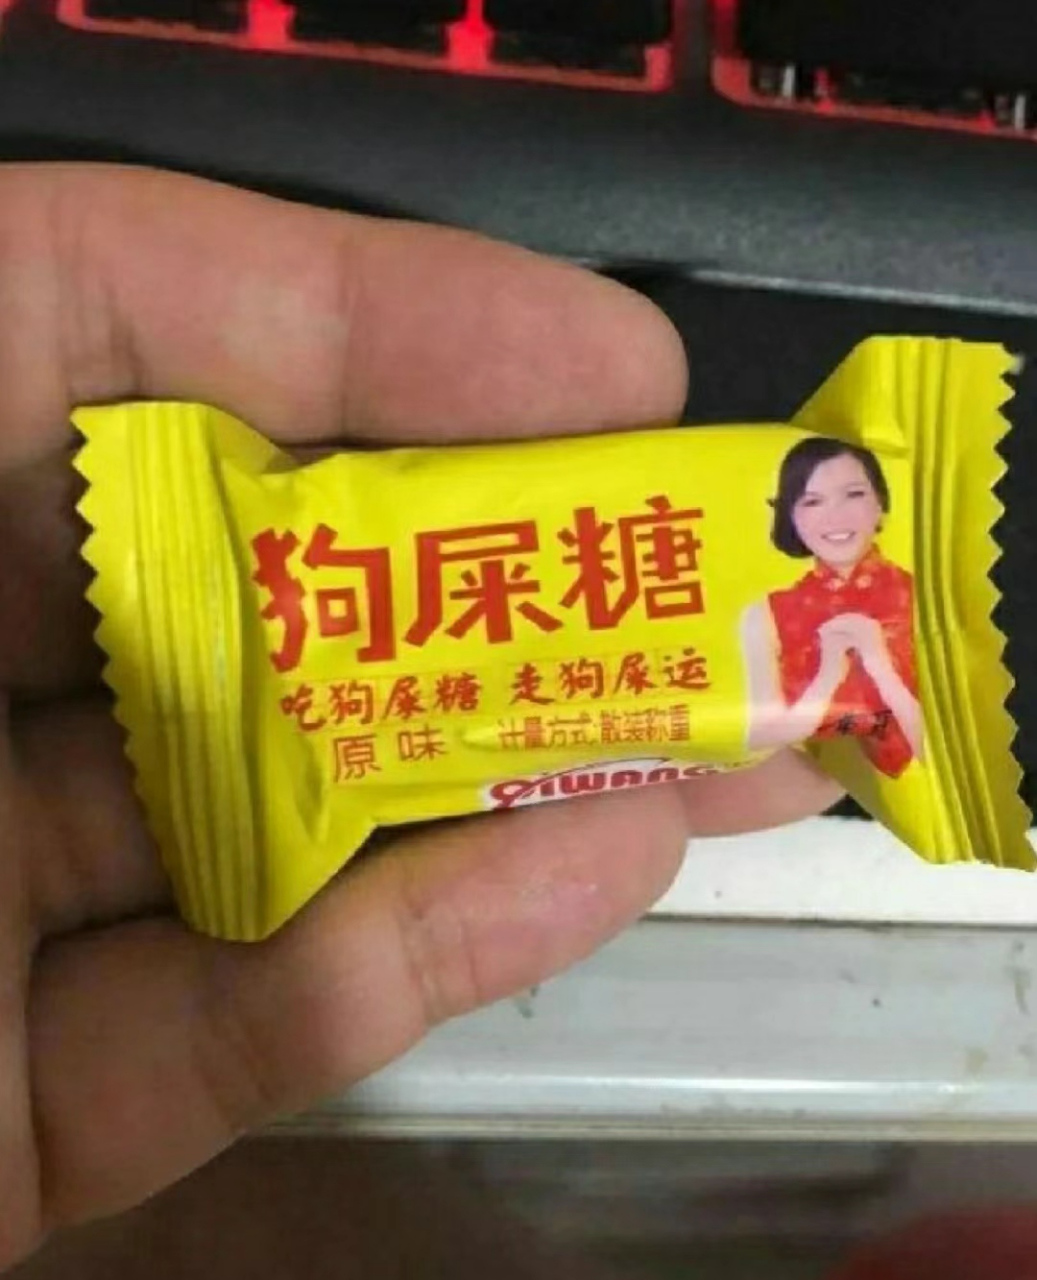 狗屎糖
吃狗屎糖 走狗屎运
原味 计量方式:散装称重
QIWANG